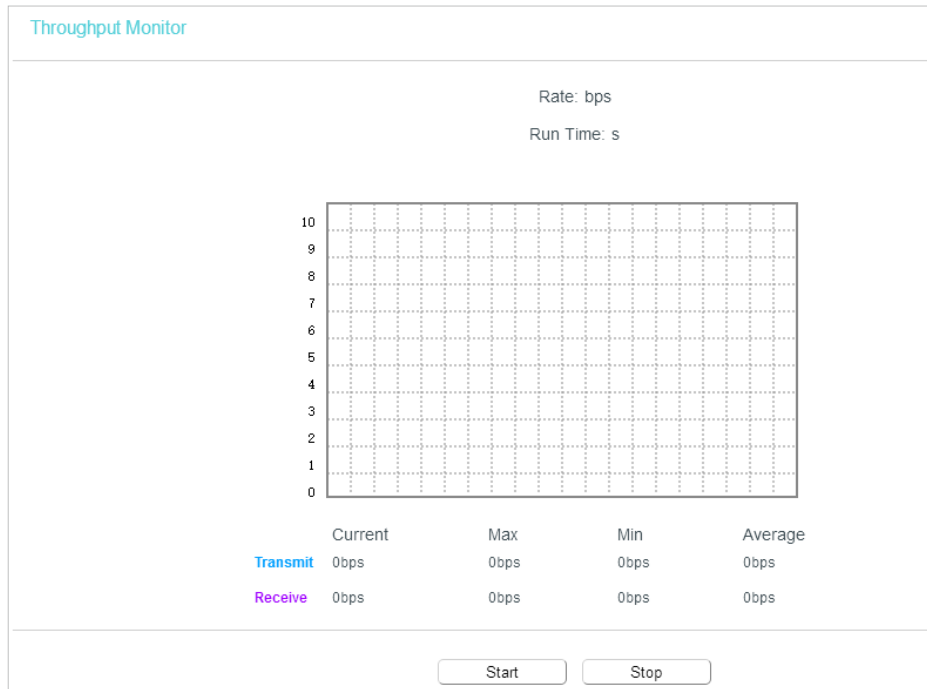 Throughput Monitor
Rate: bps
Run Time: s
10
9
8
7
6
5
4
3
2
1
0
Current Max Min Average
Transmit 0bps 0bps 0bps 0bps
Receive 0bps 0bps 0bps 0bps
Start Stop